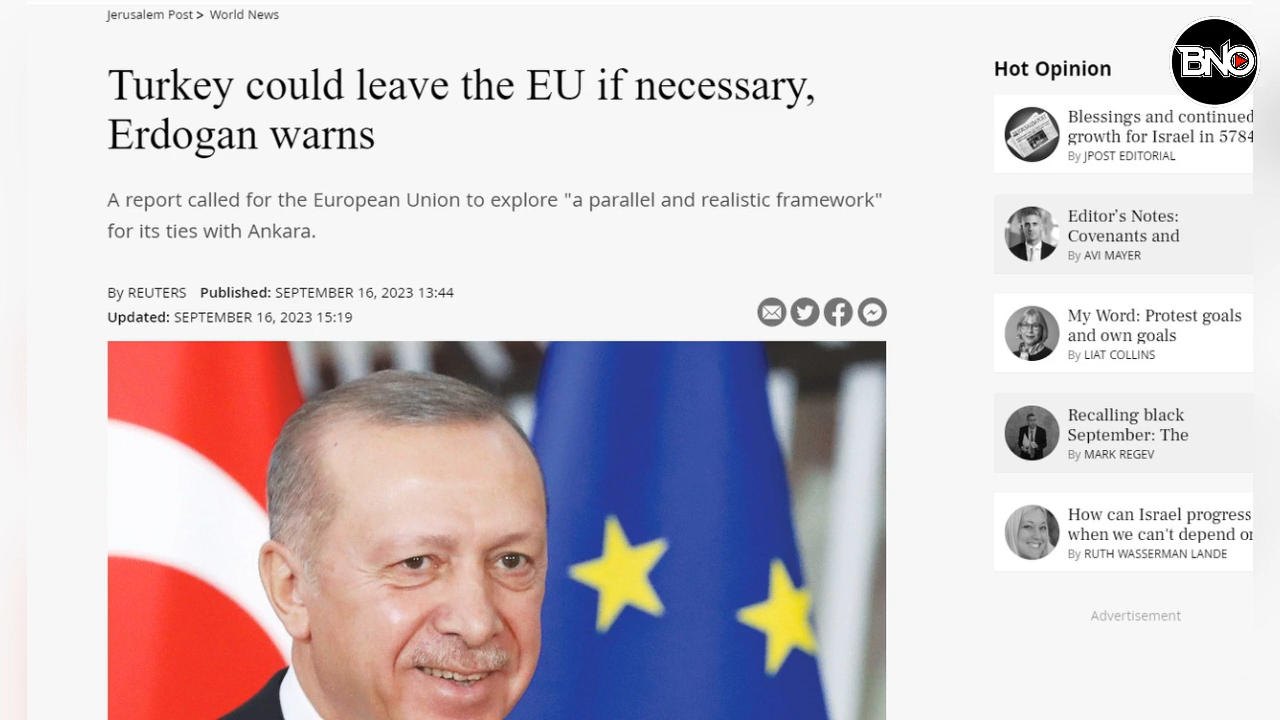 Jerusalem Post > World News
Turkey could leave the EU if necessary,
Erdogan warns
A report called for the European Union to explore "a parallel and realistic framework"
for its ties with Ankara.
By REUTERS Published: SEPTEMBER 16, 2023 13:44
Updated: SEPTEMBER 16, 2023 15:19
BNO
Hot Opinion
Blessings and continued
growth for Israel in 5784
By JPOST EDITORIAL
Editor's Notes:
Covenants and
By AVI MAYER
My Word: Protest goals
and own goals
By LIAT COLLINS
Recalling black
September: The
By MARK REGEV
How can Israel progress
when we can't depend on
By RUTH WASSERMAN LANDE
Advertisement